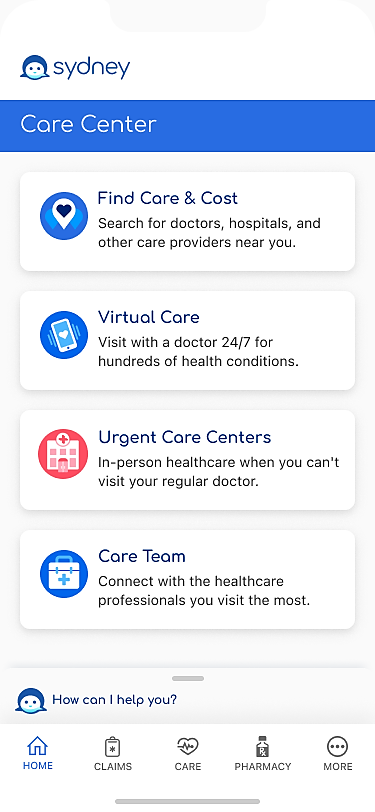 sydney
Care Center
Find Care & Cost
Search for doctors, hospitals, and
other care providers near you.
Virtual Care
Visit with a doctor 24/7 for
hundreds of health conditions.
Urgent Care Centers
In-person healthcare when you can't
visit your regular doctor.
Care Team
Connect with the healthcare
professionals you visit the most.
How can I help you?
HOME
CLAIMS
CARE
PHARMACY
MORE